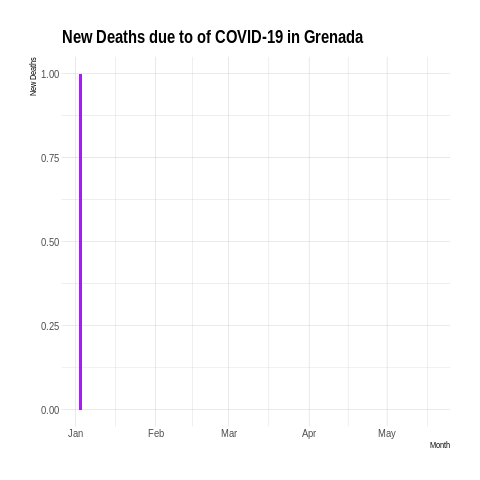 New Deaths due to of COVID-19 in Grenada
New Deaths
1.00
0.75
0.50
0.25
0.00
Jan Feb Mar Apr May
Month